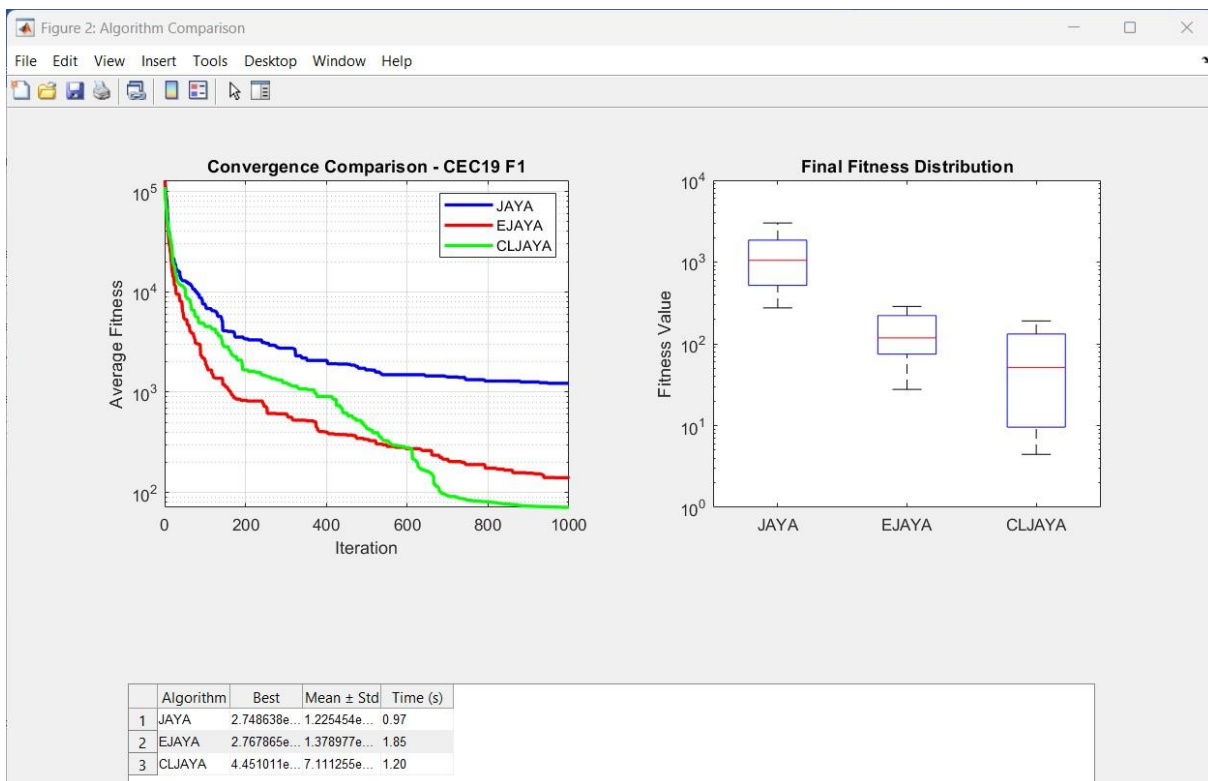 Figure 2: Algorithm Comparison
File Edit View Insert Tools Desktop Window Help
Convergence Comparison - CEC19 F1
10^5
10^4
10^3
10^2
Average Fitness
JAYA
EJAYA
CLJAYA
0 200 400 600 800 1000
Iteration
Final Fitness Distribution
10^4
10^3
10^2
10^1
10^0
Fitness Value
JAYA EJAYA CLJAYA
Algorithm Best Mean ± Std Time (s)
1 JAYA 2.748638e... 1.225454e... 0.97
2 EJAYA 2.767865e... 1.378977e... 1.85
3 CLJAYA 4.451011e... 7.111255e... 1.20